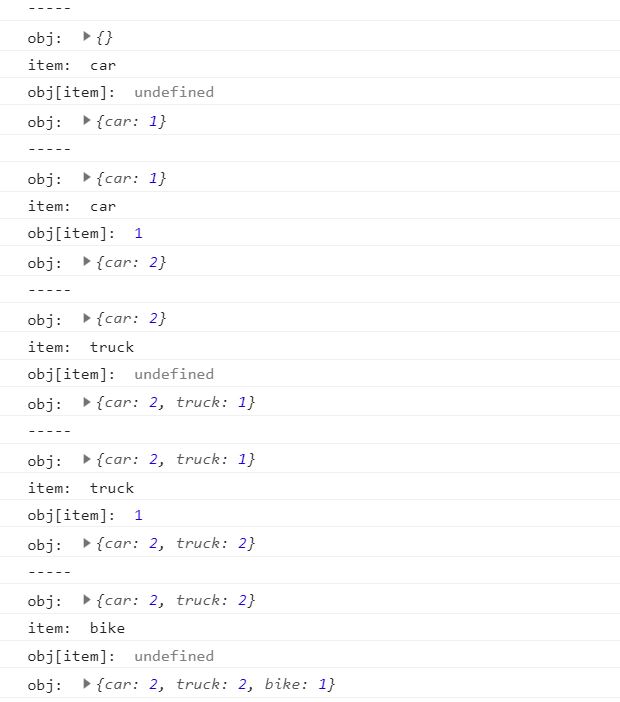 -----
obj:  ▶{}
item:  car
obj[item]:  undefined
obj:  ▶{car: 1}
-----
obj:  ▶{car: 1}
item:  car
obj[item]:  1
obj:  ▶{car: 2}
-----
obj:  ▶{car: 2}
item:  truck
obj[item]:  undefined
obj:  ▶{car: 2, truck: 1}
-----
obj:  ▶{car: 2, truck: 1}
item:  truck
obj[item]:  1
obj:  ▶{car: 2, truck: 2}
-----
obj:  ▶{car: 2, truck: 2}
item:  bike
obj[item]:  undefined
obj:  ▶{car: 2, truck: 2, bike: 1}